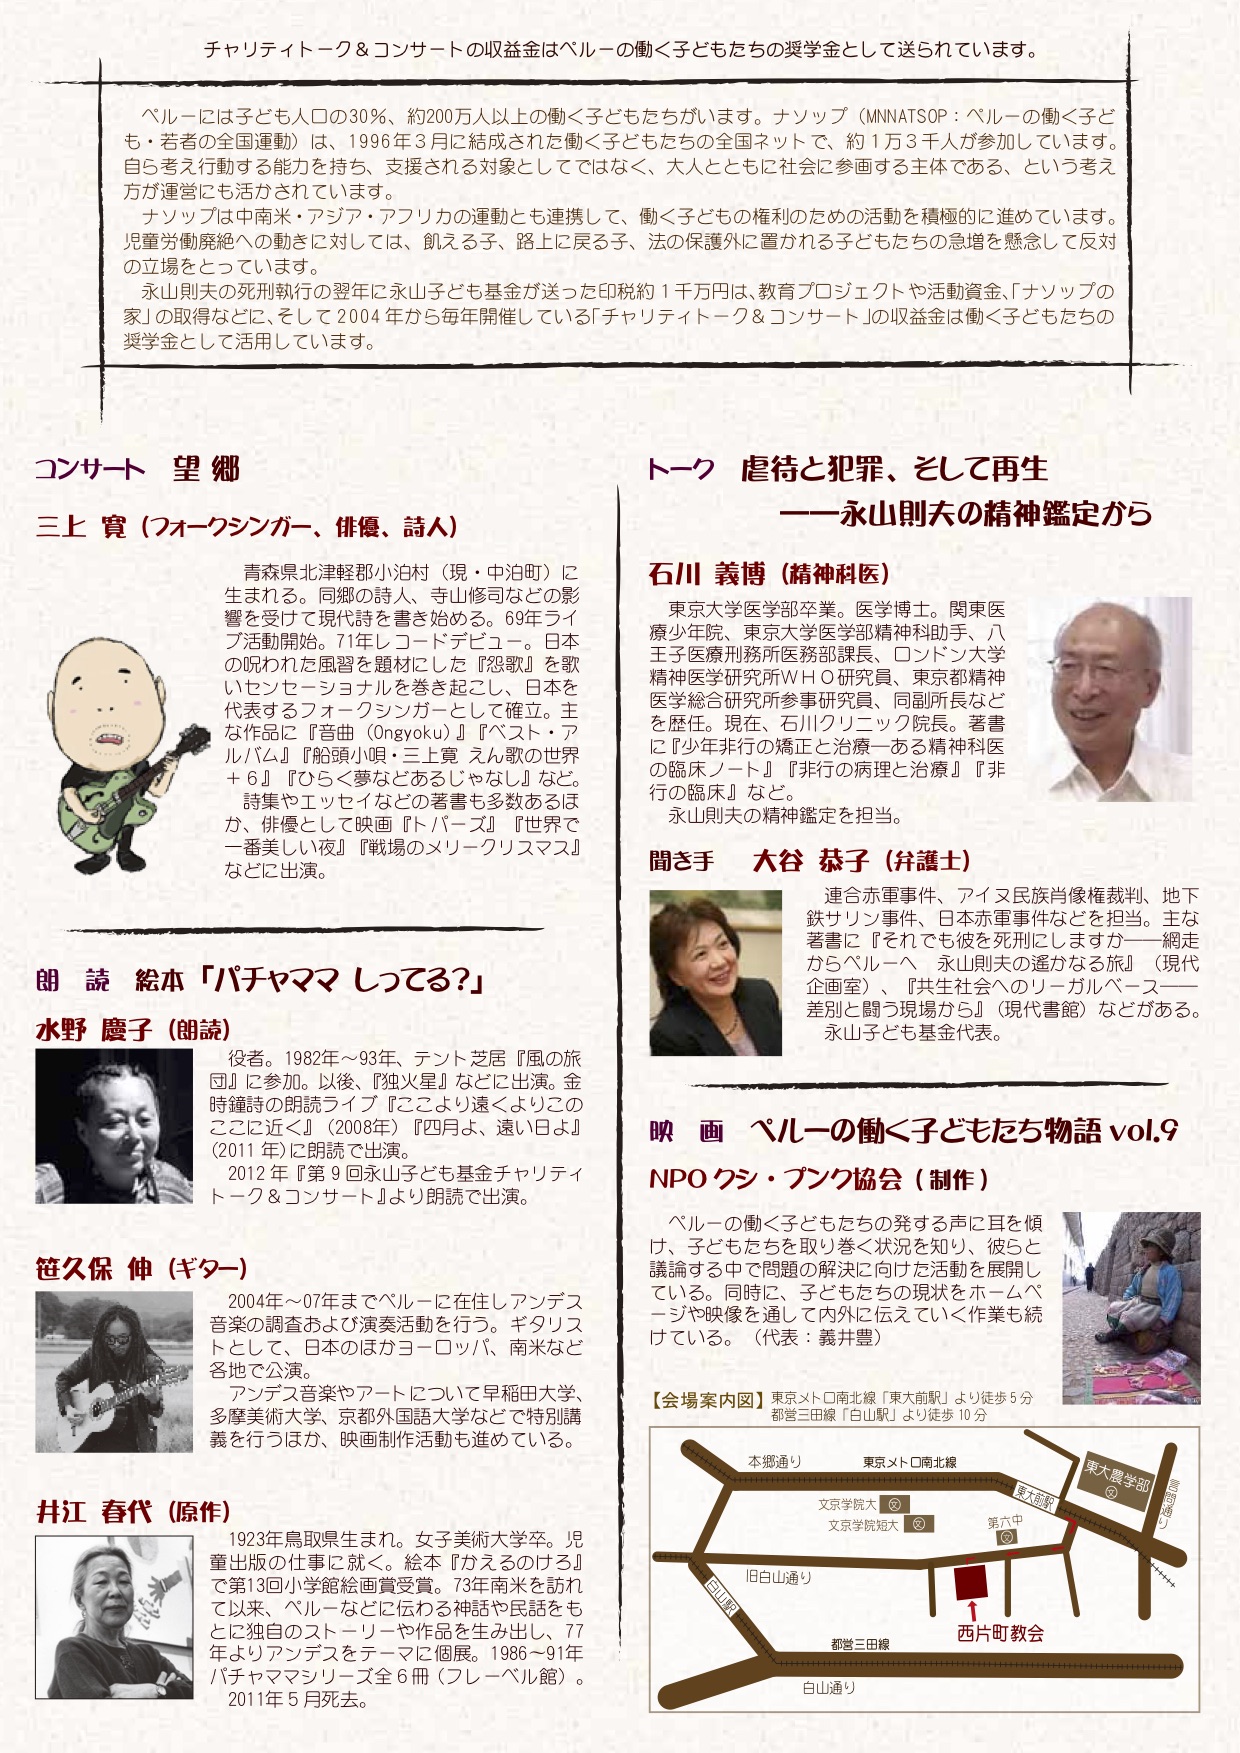 チャリティトーク＆コンサートの収益金はペルーの働く子どもたちの奨学金として送られています。
ペルーには子ども人口の30%、約200万人以上の働く子どもたちがいます。ナソップ（MNNATSOP：ペルーの働く子ど
も・若者の全国運動）は、1996年３月に結成された働く子どもたちの全国ネットで、約１万３千人が参加しています。
自ら考え行動する能力を持ち、支援される対象としてではなく、大人とともに社会に参画する主体である、という考え
方が運営にも活かされています。
ナソップは中南米・アジア・アフリカの運動とも連携して、働く子どもの権利のための活動を積極的に進めています。
児童労働廃絶への動きに対しては、飢える子、路上に戻る子、法の保護外に置かれる子どもたちの急増を懸念して反対
の立場をとっています。
永山則夫の死刑執行の翌年に永山子ども基金が送った印税約１千万円は、教育プロジェクトや活動資金、「ナソップの
家」の取得などに、そして2004年から毎年開催している「チャリティトーク＆コンサート」の収益金は働く子どもたちの
奨学金として活用しています。
コンサート　望 郷
三上 寛（フォークシンガー、俳優、詩人）
青森県北津軽郡小泊村（現・中泊町）に
生まれる。同郷の詩人、寺山修司などの影
響を受けて現代詩を書き始める。69年ライ
ブ活動開始。71年レコードデビュー。日本
の呪われた風習を題材にした『怨歌』を歌
いセンセーショナルを巻き起こし、日本を
代表するフォークシンガーとして確立。主
な作品に『音曲（Ongyoku）』『ベスト・ア
ルバム』『船頭小唄・三上寛 えん歌の世界
＋６』『ひらく夢などあるじゃなし』など。
詩集やエッセイなどの著書も多数あるほ
か、俳優として映画『トパーズ』『世界で
一番美しい夜』『戦場のメリークリスマス』
などに出演。
朗　読　絵本「パチャママ しってる？」
水野 慶子（朗読）
役者。1982年～93年、テント芝居『風の旅
団』に参加。以後、『独火星』などに出演。金
時鐘詩の朗読ライブ『ここより遠くよりこの
ここに近く』（2008年）『四月よ、遠い日よ』
（2011年）に朗読で出演。
2012年『第９回永山子ども基金チャリティ
トーク＆コンサート』より朗読で出演。
笹久保 伸（ギター）
2004年～07年までペルーに在住しアンデス
音楽の調査および演奏活動を行う。ギタリス
トとして、日本のほかヨーロッパ、南米など
各地で公演。
アンデス音楽やアートについて早稲田大学、
多摩美術大学、京都外国語大学などで特別講
義を行うほか、映画制作活動も進めている。
井江 春代（原作）
1923年鳥取県生まれ。女子美術大学卒。児
童出版の仕事に就く。絵本『かえるのけろ』
で第13回小学館絵画賞受賞。73年南米を訪れ
て以来、ペルーなどに伝わる神話や民話をも
とに独自のストーリーや作品を生み出し、77
年よりアンデスをテーマに個展。1986～91年
パチャママシリーズ全６冊（フレーベル館）。
2011年５月死去。
トーク　虐待と犯罪、そして再生
――永山則夫の精神鑑定から
石川 義博（精神科医）
東京大学医学部卒業。医学博士。関東医
療少年院、東京大学医学部精神科助手、八
王子医療刑務所医務部課長、ロンドン大学
精神医学研究所ＷＨＯ研究員、東京都精神
医学総合研究所参事研究員、同副所長など
を歴任。現在、石川クリニック院長。著書
に『少年非行の矯正と治療―ある精神科医
の臨床ノート』『非行の病理と治療』『非
行の臨床』など。
永山則夫の精神鑑定を担当。
聞き手　大谷 恭子（弁護士）
連合赤軍事件、アイヌ民族肖像権裁判、地下
鉄サリン事件、日本赤軍事件などを担当。主な
著書に『それでも彼を死刑にしますか――網走
からペルーへ　永山則夫の遙かなる旅』（現代
企画室）、『共生社会へのリーガルベース――
差別と闘う現場から』（現代書館）などがある。
永山子ども基金代表。
映　画　ペルーの働く子どもたち物語 vol.9
NPOクシ・プンク協会（制作）
ペルーの働く子どもたちの発する声に耳を傾
け、子どもたちを取り巻く状況を知り、彼らと
議論する中で問題の解決に向けた活動を展開し
ている。同時に、子どもたちの現状をホームペ
ージや映像を通して内外に伝えていく作業も続
けている。（代表：義井豊）
【会場案内図】東京メトロ南北線「東大前駅」より徒歩５分
都営三田線「白山駅」より徒歩10分
本郷通り
東京メトロ南北線
東大前駅
東大農学部
文
言問通り
文京学院大 文
文京学院短大 文
第六中
文
旧白山通り
白山駅
西片町教会
都営三田線
白山通り